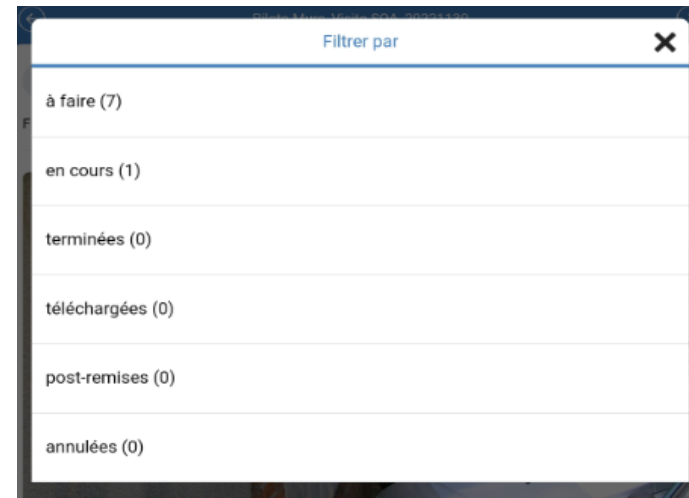 Filtrer par
à faire (7)
en cours (1)
terminées (0)
téléchargées (0)
post-remises (0)
annulées (0)